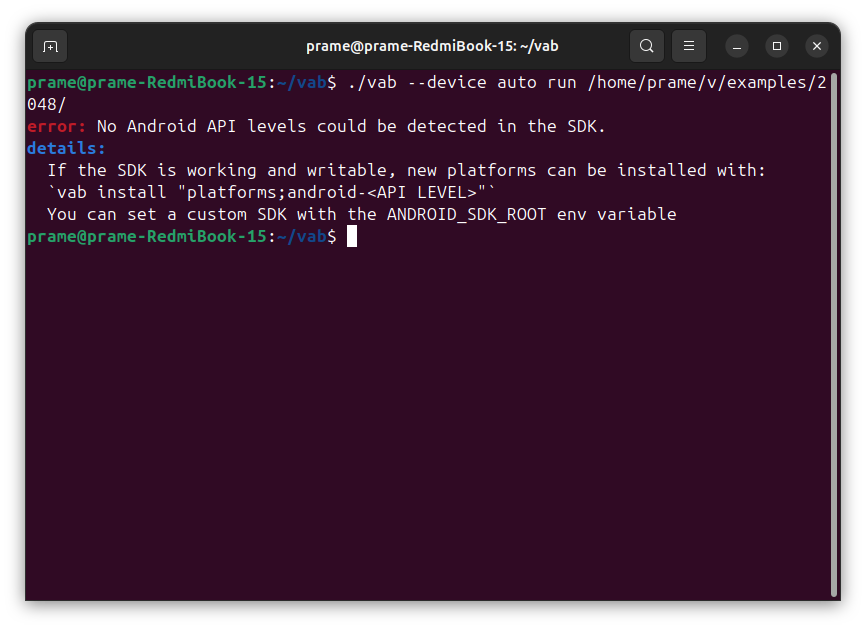 prame@prame-RedmiBook-15: ~/vab
prame@prame-RedmiBook-15:~/vab$ ./vab --device auto run /home/prame/v/examples/2
048/
error: No Android API levels could be detected in the SDK.
details:
  If the SDK is working and writable, new platforms can be installed with:
  `vab install "platforms;android-<API LEVEL>"`
  You can set a custom SDK with the ANDROID_SDK_ROOT env variable
prame@prame-RedmiBook-15:~/vab$